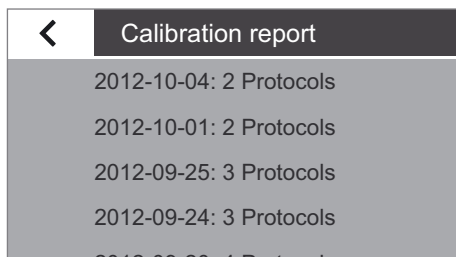 Calibration report
2012-10-04: 2 Protocols
2012-10-01: 2 Protocols
2012-09-25: 3 Protocols
2012-09-24: 3 Protocols